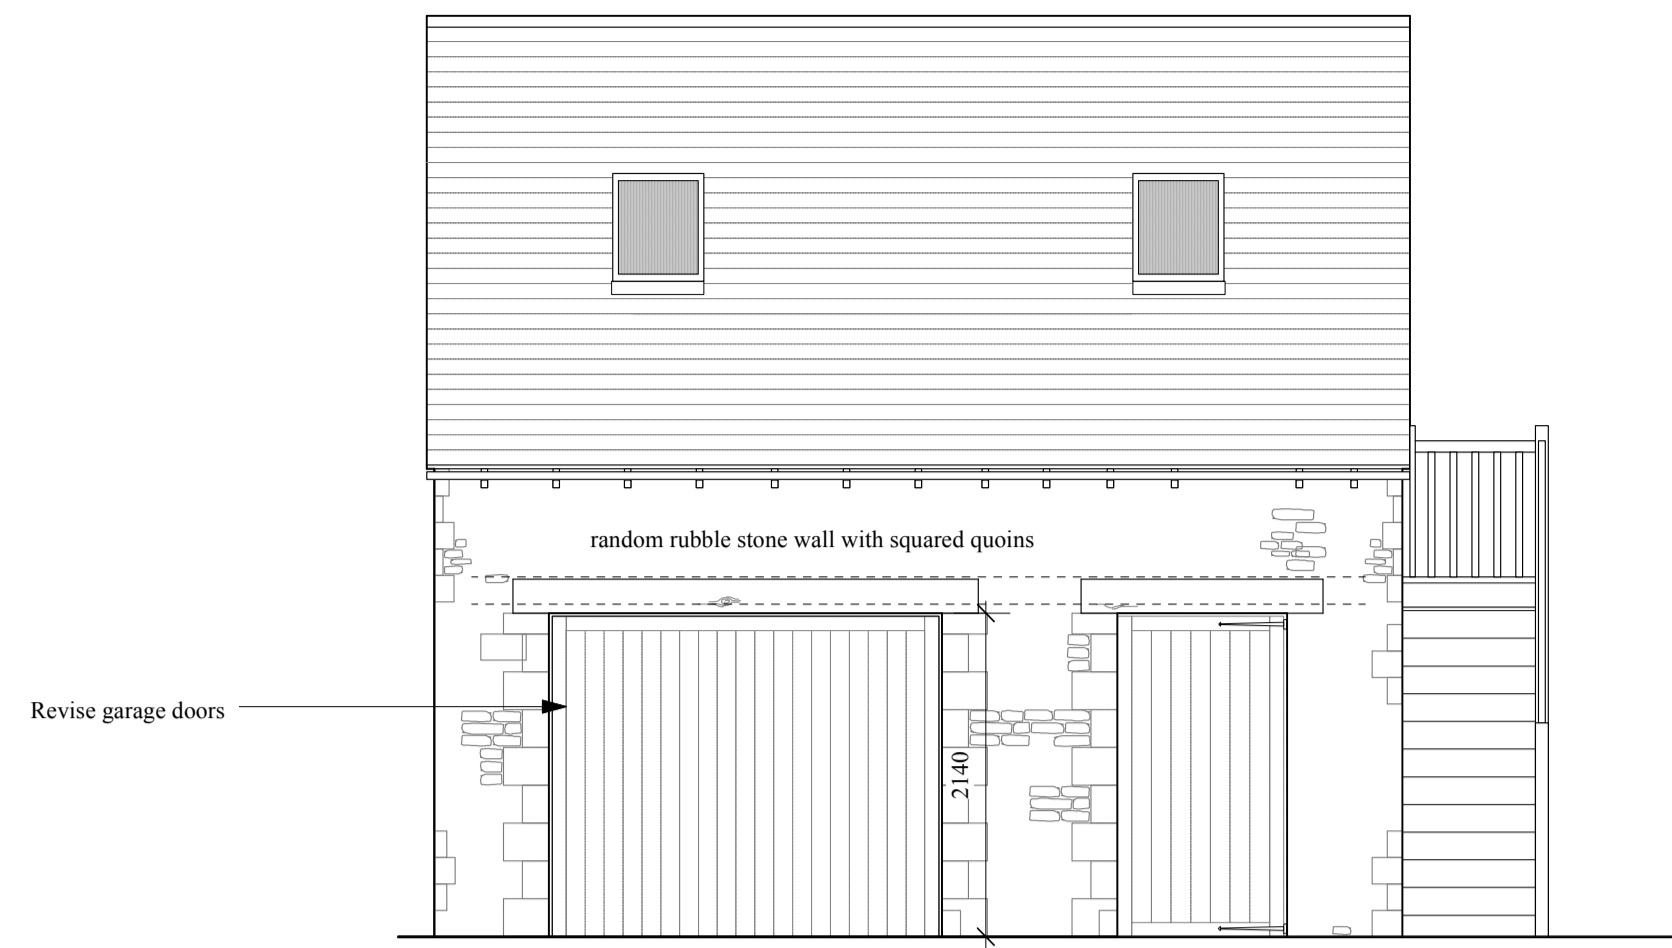 random rubble stone wall with squared quoins
Revise garage doors
2140